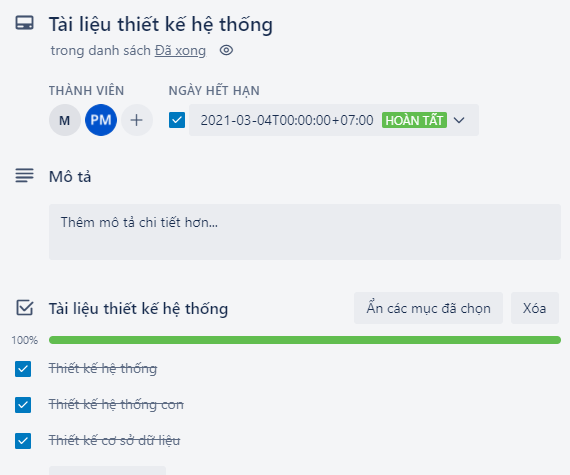 Tài liệu thiết kế hệ thống
trong danh sách Đã xong
THÀNH VIÊN NGÀY HẾT HẠN
M PM 2021-03-04T00:00:00+07:00 HOÀN TẤT
Mô tả
Thêm mô tả chi tiết hơn...
Tài liệu thiết kế hệ thống Ẩn các mục đã chọn Xóa
100%
Thiết kế hệ thống
Thiết kế hệ thống con
Thiết kế cơ sở dữ liệu